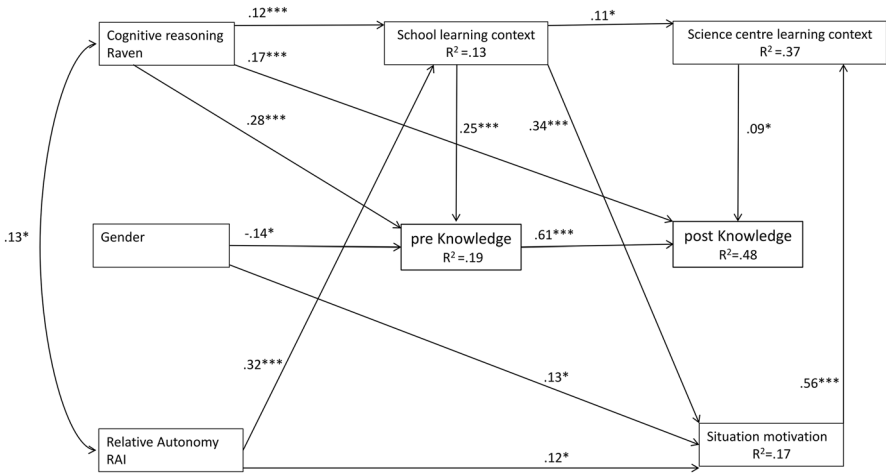 .12***
.11*
Cognitive reasoning
Raven
School learning context
R²=.13
Science centre learning context
R²=.37
.17***
.28***
.25***
.34***
.09*
.13*
Gender
-.14*
pre Knowledge
R²=.19
.61***
post Knowledge
R²=.48
.32***
.13*
.56***
Relative Autonomy
RAI
.12*
Situation motivation
R²=.17